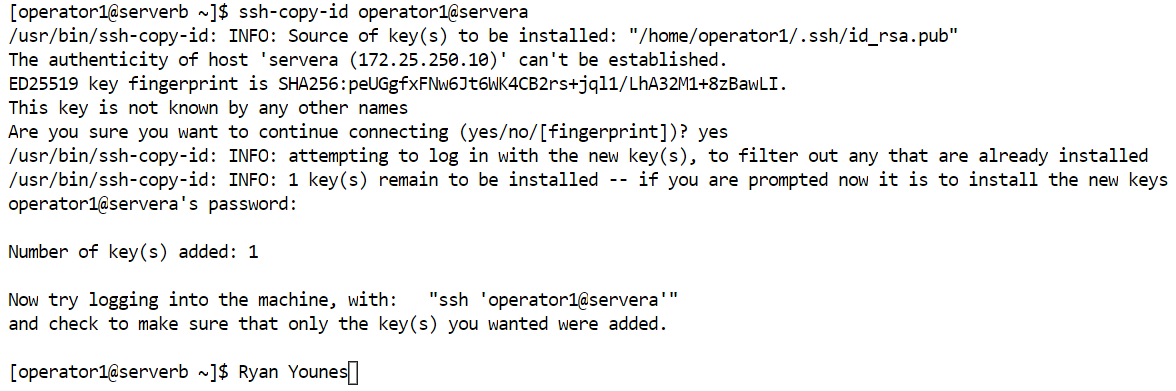 [operator1@serverb ~]$ ssh-copy-id operator1@servera
/usr/bin/ssh-copy-id: INFO: Source of key(s) to be installed: "/home/operator1/.ssh/id_rsa.pub"
The authenticity of host 'servera (172.25.250.10)' can't be established.
ED25519 key fingerprint is SHA256:peUGgfxFNw6Jt6WK4CB2rs+jql1/LhA32M1+8zBawLI.
This key is not known by any other names
Are you sure you want to continue connecting (yes/no/[fingerprint])? yes
/usr/bin/ssh-copy-id: INFO: attempting to log in with the new key(s), to filter out any that are already installed
/usr/bin/ssh-copy-id: INFO: 1 key(s) remain to be installed -- if you are prompted now it is to install the new keys
operator1@servera's password:
Number of key(s) added: 1
Now try logging into the machine, with:   "ssh 'operator1@servera'"
and check to make sure that only the key(s) you wanted were added.
[operator1@serverb ~]$ Ryan Younes